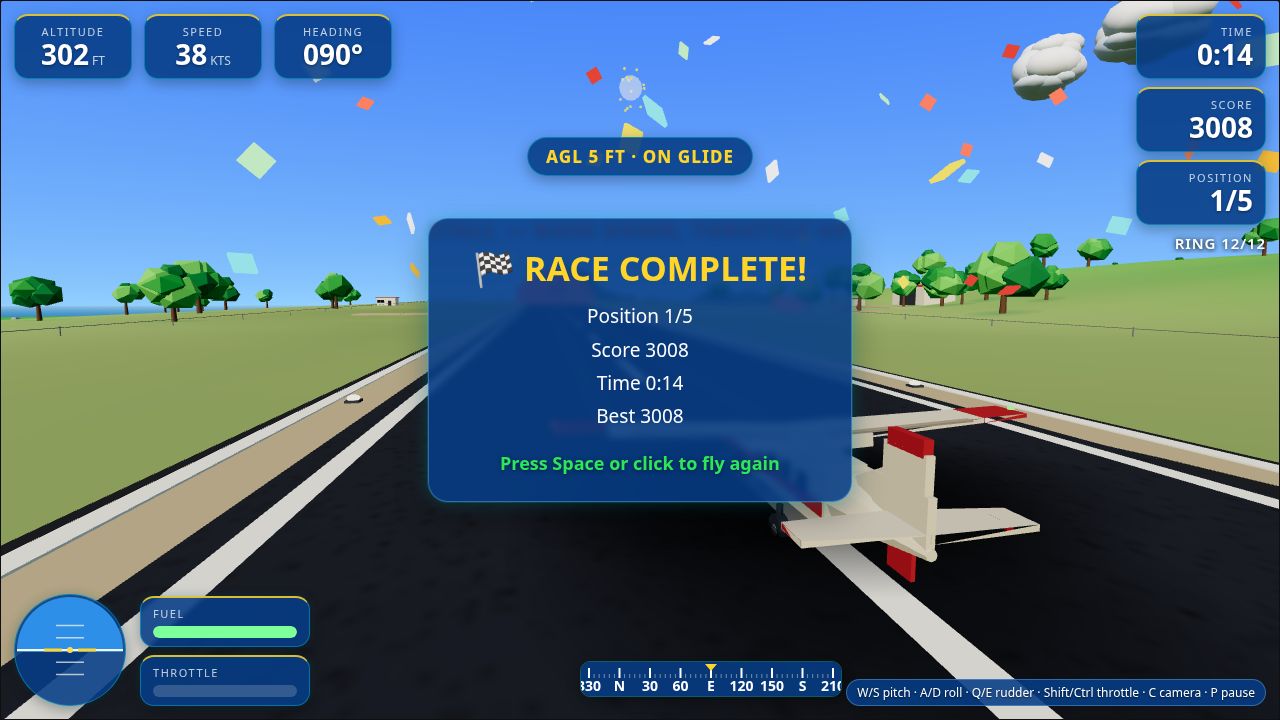 ALTITUDE
302 FT
SPEED
38 KTS
HEADING
090°
TIME
0:14
SCORE
3008
POSITION
1/5
RING 12/12
AGL 5 FT · ON GLIDE
RACE COMPLETE!
Position 1/5
Score 3008
Time 0:14
Best 3008
Press Space or click to fly again
FUEL
THROTTLE
330 N 30 60 E 120 150 S 210
W/S pitch · A/D roll · Q/E rudder · Shift/Ctrl throttle · C camera · P pause